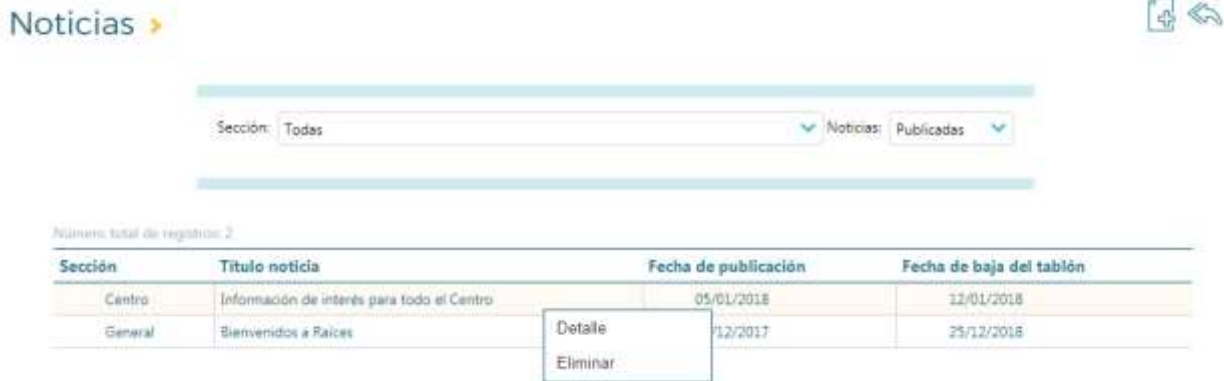 Noticias
Sección: Todas Noticias: Publicadas
Número total de registros: 2
Sección Título noticia Fecha de publicación Fecha de baja del tablón
Centro Información de interés para todo el Centro 05/01/2018 12/01/2018
General Bienvenidos a Raíces /12/2017 25/12/2018
Detalle
Eliminar